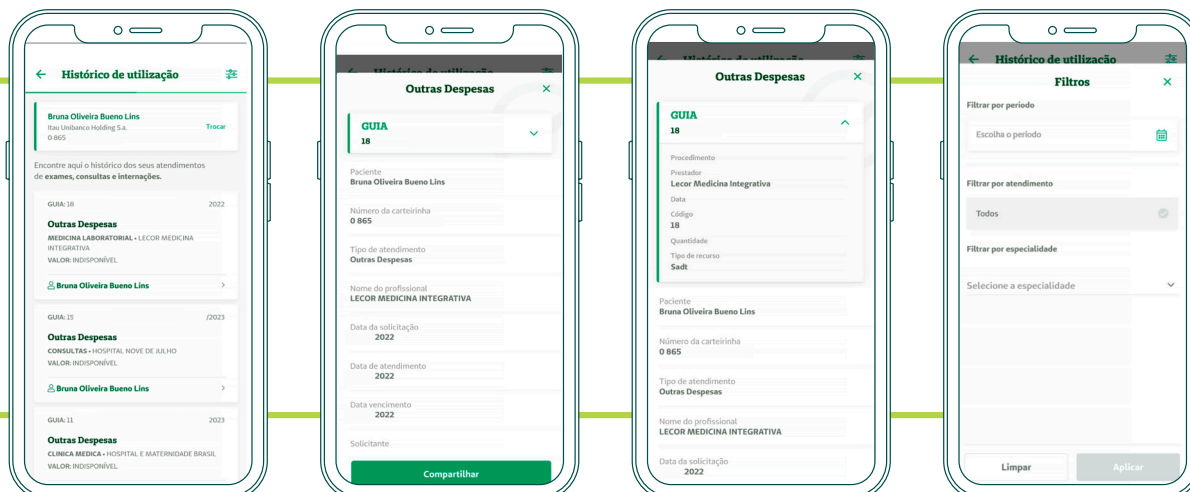 Histórico de utilização
Bruna Oliveira Bueno Lins
Itau Unibanco Holding S.a.
Trocar
0 865
Encontre aqui o histórico dos seus atendimentos
de exames, consultas e internações.
GUIA: 18 2022
Outras Despesas
MEDICINA LABORATORIAL • LECOR MEDICINA
INTEGRATIVA
VALOR: INDISPONÍVEL
Bruna Oliveira Bueno Lins
GUIA: 15 /2023
Outras Despesas
CONSULTAS • HOSPITAL NOVE DE JULHO
VALOR: INDISPONÍVEL
Bruna Oliveira Bueno Lins
GUIA: 11 2023
Outras Despesas
CLINICA MEDICA • HOSPITAL E MATERNIDADE BRASIL
VALOR: INDISPONÍVEL
Histórico de utilização
Outras Despesas
GUIA
18
Paciente
Bruna Oliveira Bueno Lins
Número da carteirinha
0 865
Tipo de atendimento
Outras Despesas
Nome do profissional
LECOR MEDICINA INTEGRATIVA
Data da solicitação
2022
Data de atendimento
2022
Data vencimento
2022
Solicitante
Compartilhar
Histórico de utilização
Outras Despesas
GUIA
18
Procedimento
Prestador
Lecor Medicina Integrativa
Data
Código
18
Quantidade
Tipo de recurso
Sadt
Paciente
Bruna Oliveira Bueno Lins
Número da carteirinha
0 865
Tipo de atendimento
Outras Despesas
Nome do profissional
LECOR MEDICINA INTEGRATIVA
Data da solicitação
2022
Histórico de utilização
Filtros
Filtrar por período
Escolha o período
Filtrar por atendimento
Todos
Filtrar por especialidade
Selecione a especialidade
Limpar
Aplicar